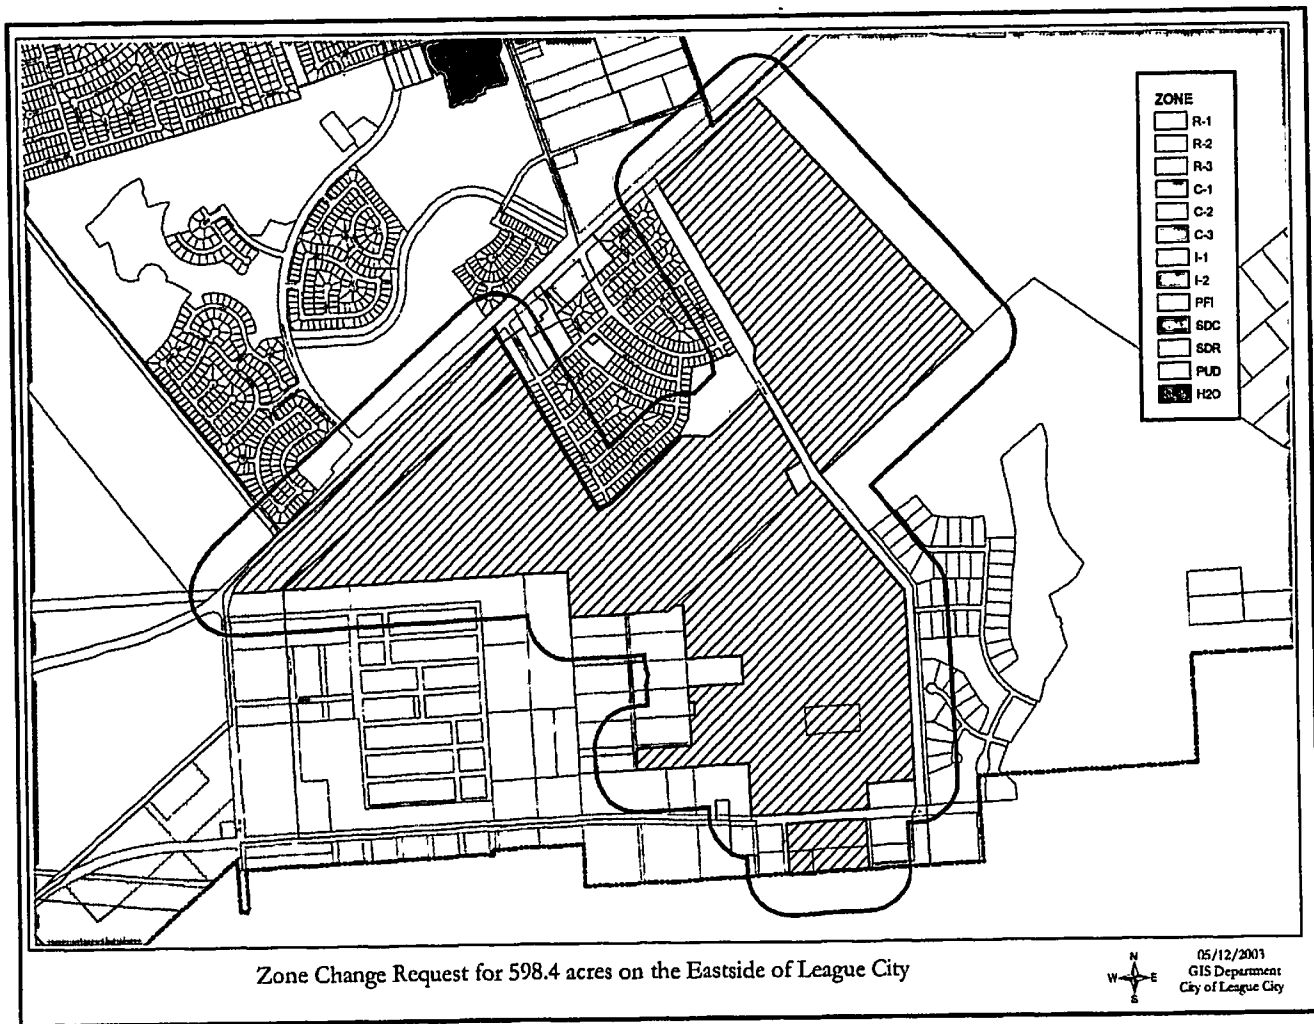 ZONE
R-1
R-2
R-3
C-1
C-2
C-3
I-1
I-2
PFI
SDC
SDR
PUD
H2O
Zone Change Request for 598.4 acres on the Eastside of League City
N
W E
S
05/12/2003
GIS Department
City of League City